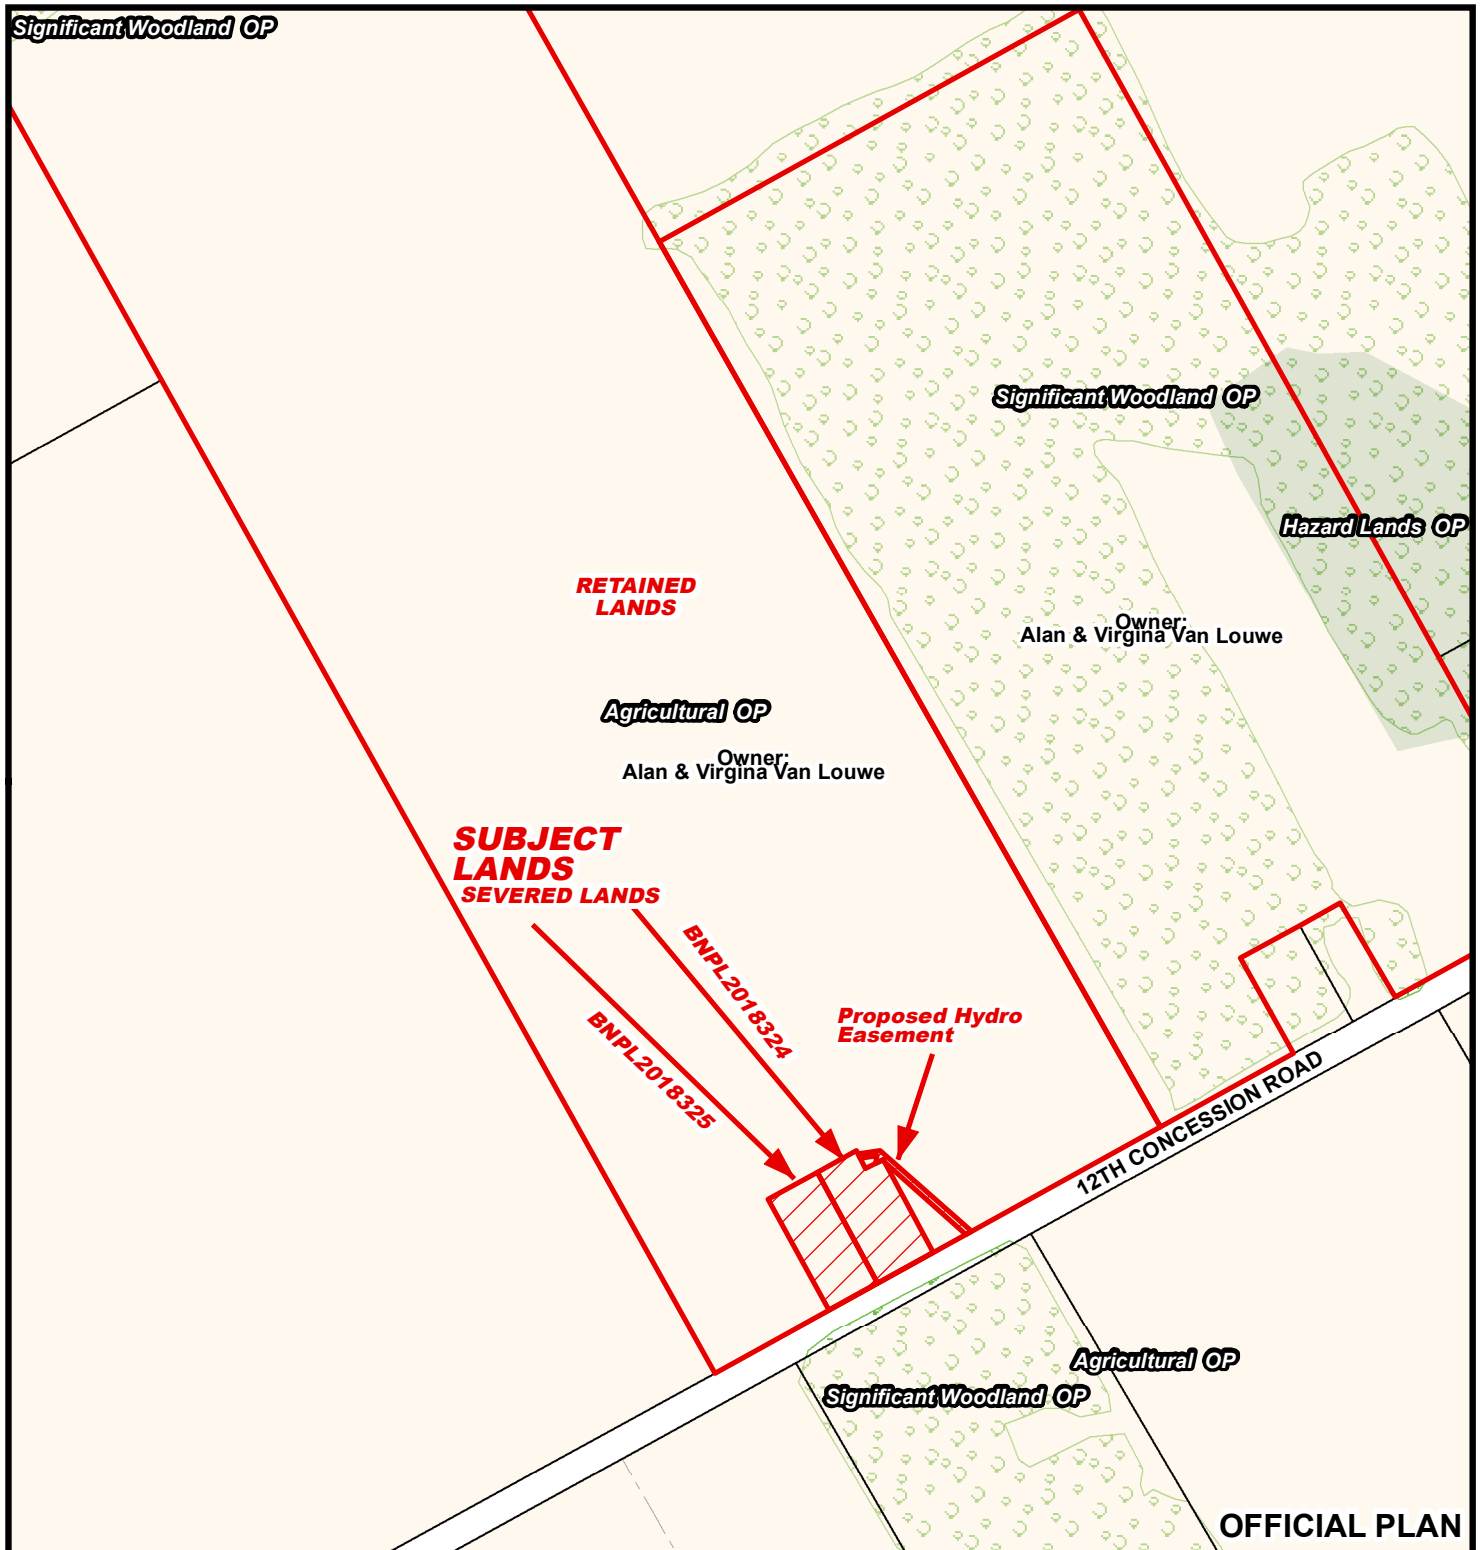 Significant Woodland OP
Significant Woodland OP
Hazard Lands OP
RETAINED
LANDS
Owner:
Alan & Virgina Van Louwe
Agricultural OP
Owner:
Alan & Virgina Van Louwe
SUBJECT
LANDS
SEVERED LANDS
BNPL2018324
BNPL2018325
Proposed Hydro
Easement
12TH CONCESSION ROAD
Agricultural OP
Significant Woodland OP
OFFICIAL PLAN